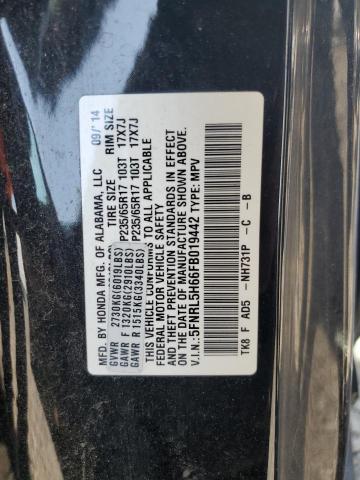 MFD. BY HONDA MFG. OF ALABAMA, LLC 09/'14
GVWR 2730KG(6019LBS) TIRE SIZE RIM SIZE
GAWR F 1320KG(2910LBS) P235/65R17 103T 17X7J
GAWR R 1515KG(3340LBS) P235/65R17 103T 17X7J
THIS VEHICLE CONFORMS TO ALL APPLICABLE
FEDERAL MOTOR VEHICLE SAFETY
AND THEFT PREVENTION STANDARDS IN EFFECT
ON THE DATE OF MANUFACTURE SHOWN ABOVE.
V.I.N.: 5FNRL5H66FB019442 TYPE: MPV
TK8 F AD5 -NH731P -C -B